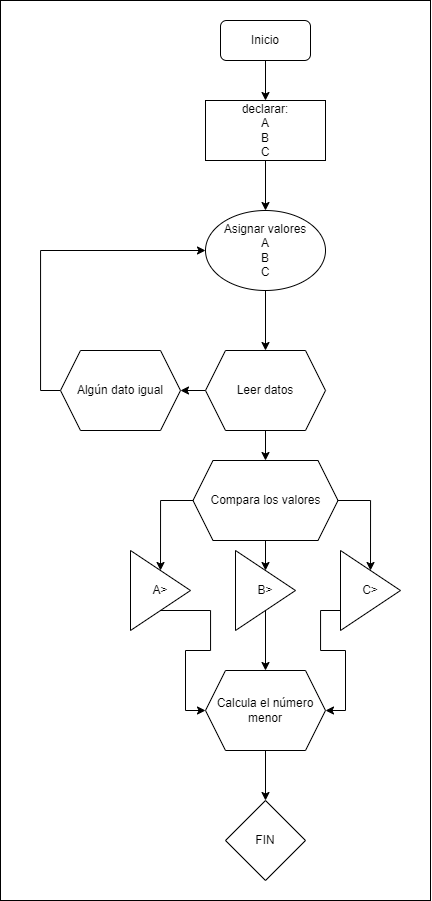 Inicio
declarar:
A
B
C
Asignar valores
A
B
C
Algún dato igual
Leer datos
Compara los valores
A>
B>
C>
Calcula el número
menor
FIN